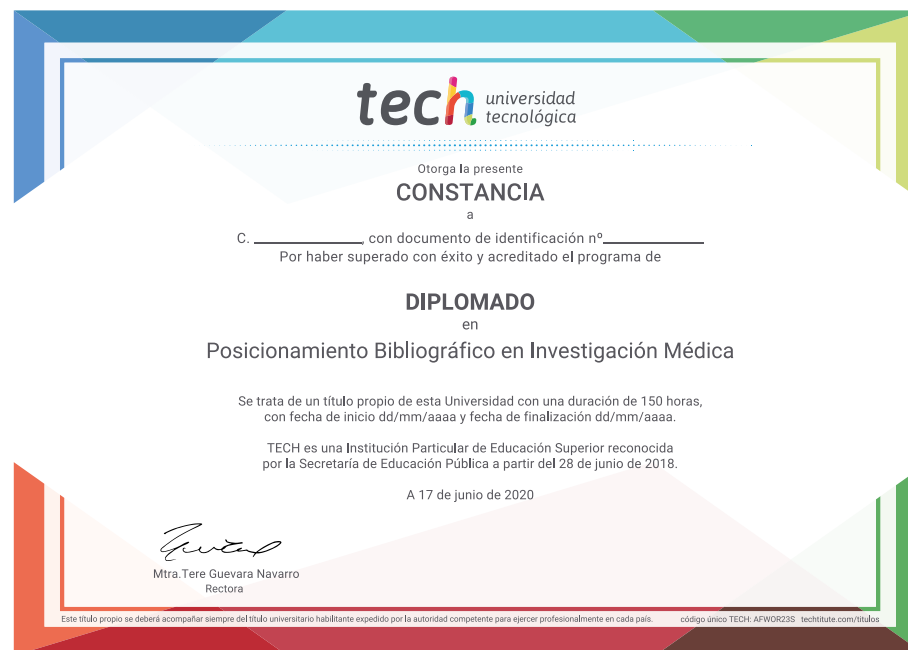 tech universidad
tecnológica
Otorga la presente
CONSTANCIA
a
C. ____________, con documento de identificación nº____________
Por haber superado con éxito y acreditado el programa de
DIPLOMADO
en
Posicionamiento Bibliográfico en Investigación Médica
Se trata de un título propio de esta Universidad con una duración de 150 horas,
con fecha de inicio dd/mm/aaaa y fecha de finalización dd/mm/aaaa.
TECH es una Institución Particular de Educación Superior reconocida
por la Secretaría de Educación Pública a partir del 28 de junio de 2018.
A 17 de junio de 2020
Mtra.Tere Guevara Navarro
Rectora
Este título propio se deberá acompañar siempre del título universitario habilitante expedido por la autoridad competente para ejercer profesionalmente en cada país. código único TECH: AFWOR23S techtitute.com/titulos